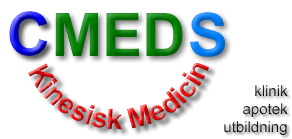 CMEDS
Kinesisk Medicin
klinik
apotek
utbildning